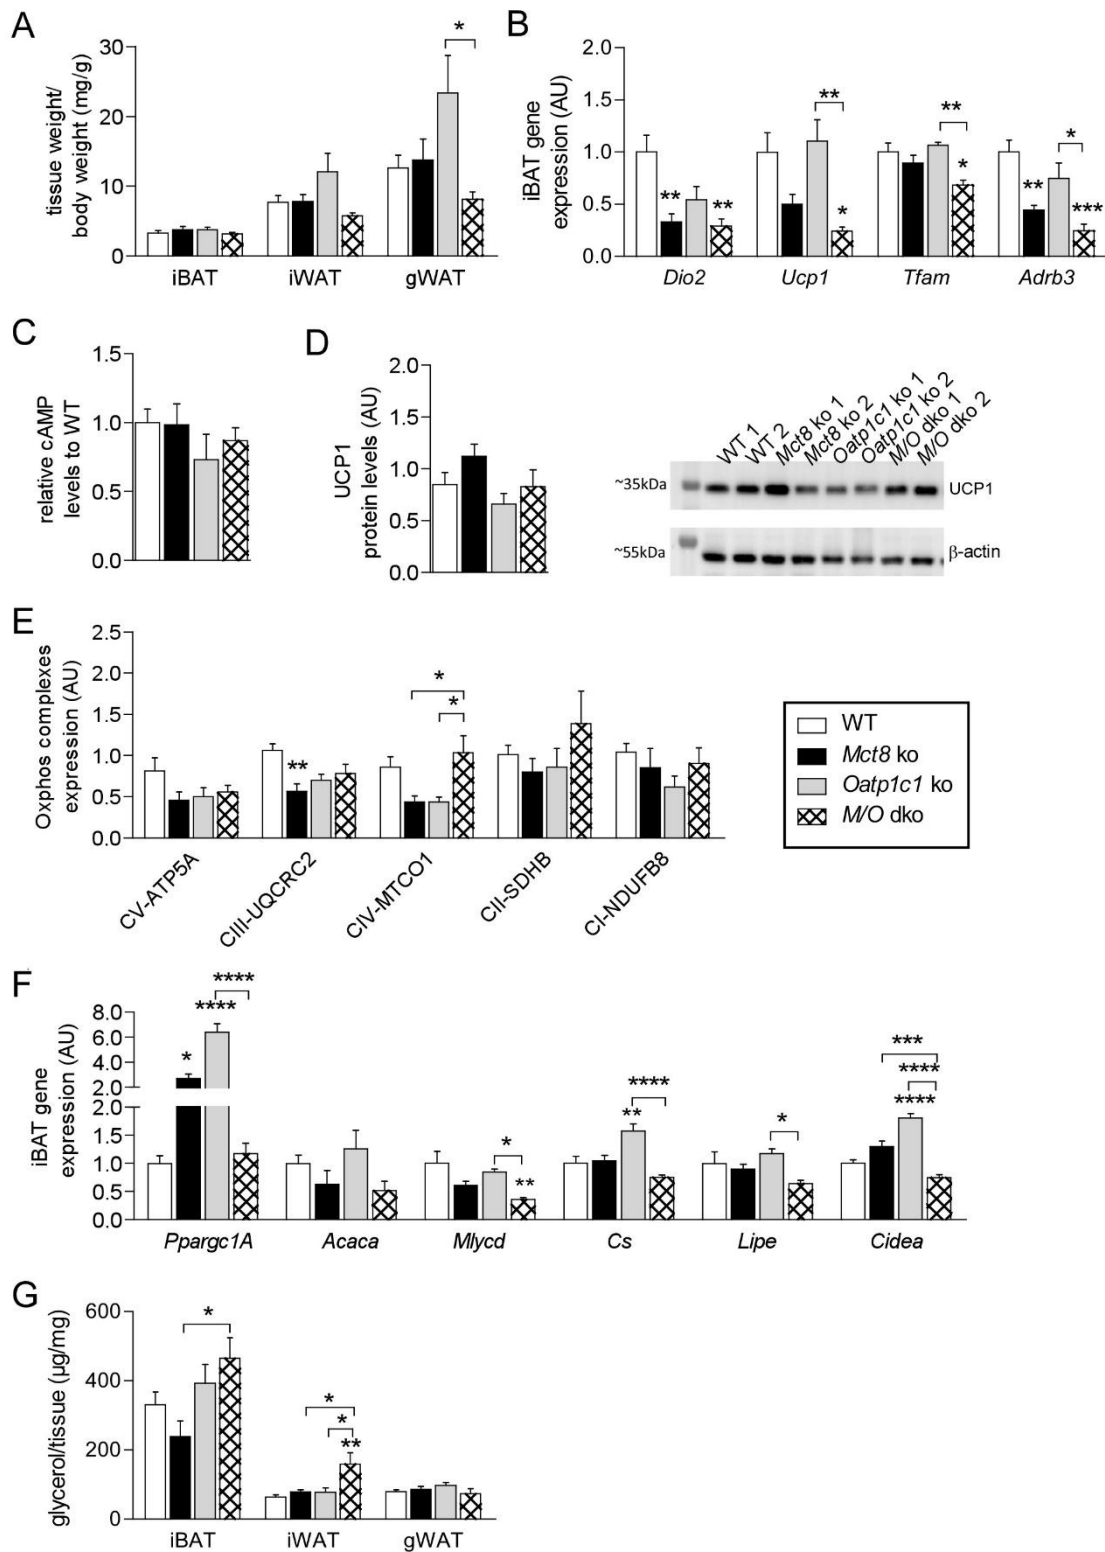 A
tissue weight/
body weight (mg/g)
30
20
10
0
*
iBAT
iWAT
gWAT
B
iBAT gene
expression (AU)
2.0
1.5
1.0
0.5
0.0
**
**
**
*
**
*
**
*
***
Dio2
Ucp1
Tfam
Adrb3
C
relative cAMP
levels to WT
1.5
1.0
0.5
0.0
D
UCP1
protein levels (AU)
2.0
1.5
1.0
0.5
0.0
WT 1
WT 2
Mct8 ko 1
Mct8 ko 2
Oatp1c1 ko 1
Oatp1c1 ko 2
M/O dko 1
M/O dko 2
~35kDa
UCP1
~55kDa
β-actin
E
Oxphos complexes
expression (AU)
2.5
2.0
1.5
1.0
0.5
0.0
**
*
*
CV-ATP5A
CIII-UQCRC2
CIV-MTCO1
CII-SDHB
CI-NDUFB8
WT
Mct8 ko
Oatp1c1 ko
M/O dko
F
iBAT gene
expression (AU)
8.0
6.0
4.0
2.0
2.0
1.5
1.0
0.5
0.0
*
****
****
*
**
**
****
*
***
****
****
Ppargc1A
Acaca
Mlycd
Cs
Lipe
Cidea
G
glycerol/tissue (µg/mg)
600
400
200
0
*
*
*
**
iBAT
iWAT
gWAT